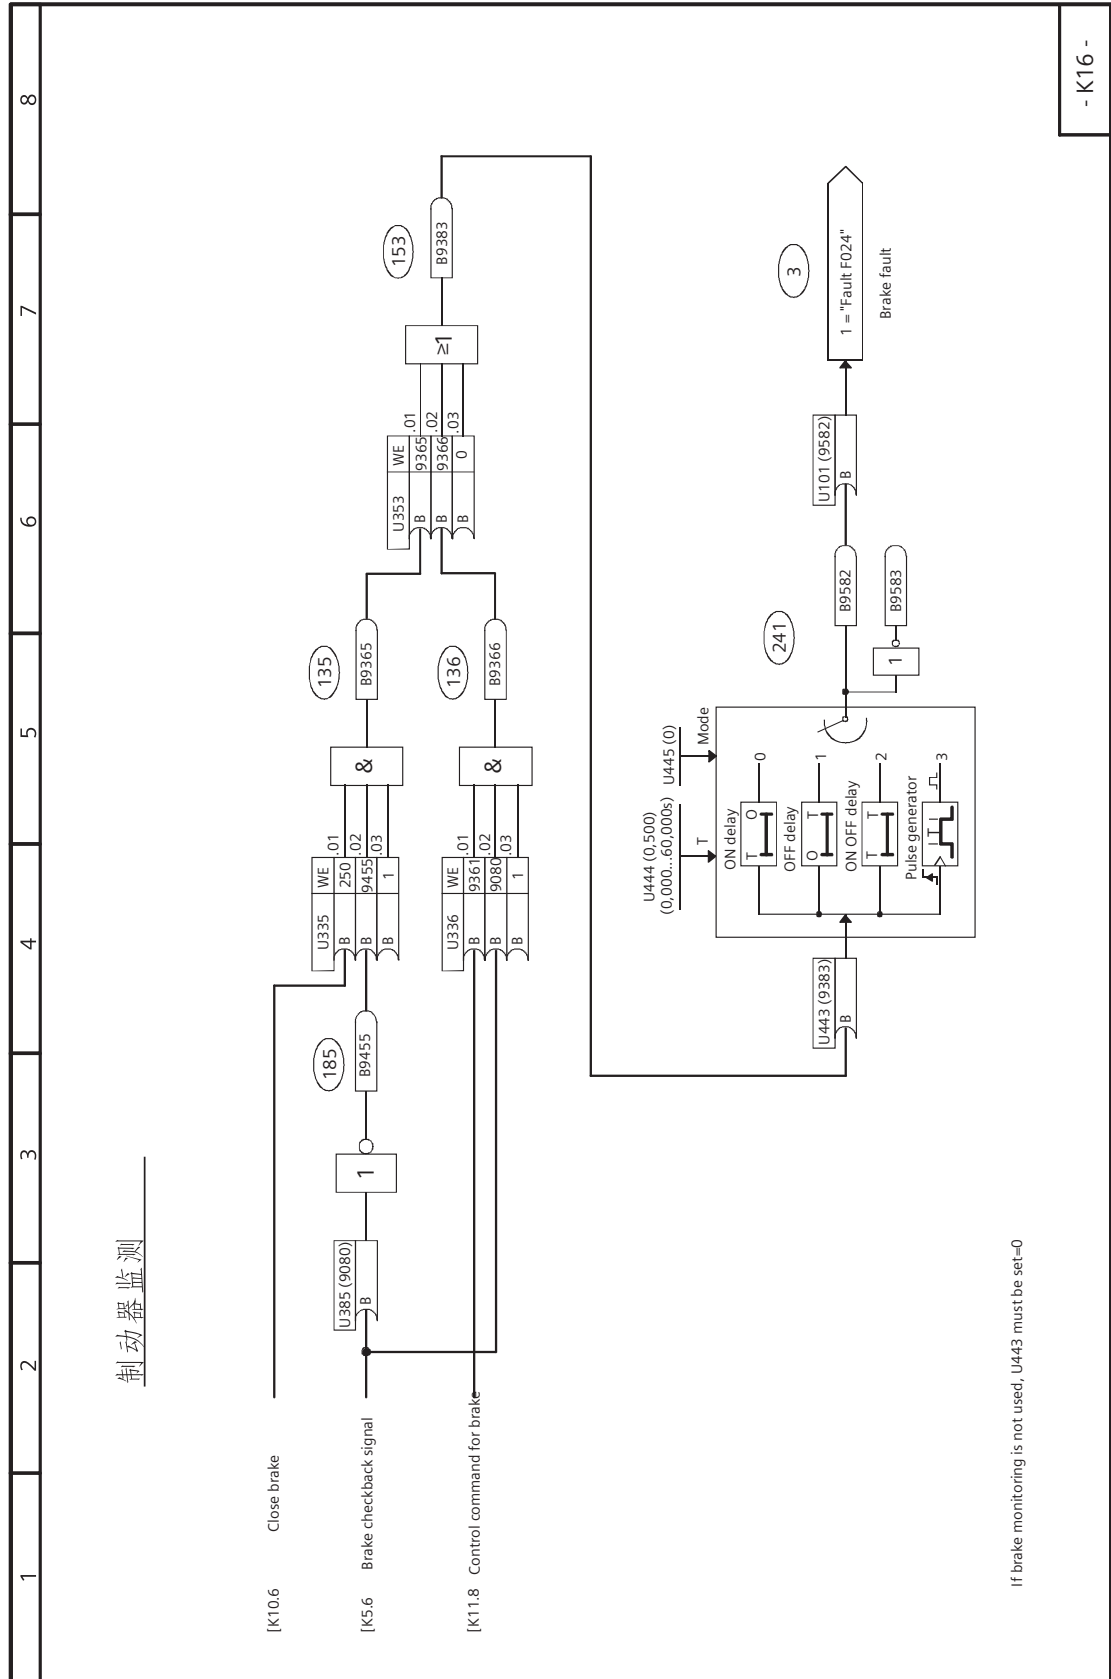 1 2 3 4 5 6 7 8
制动器监测
[K10.6 Close brake
[K5.6 Brake checkback signal
[K11.8 Control command for brake
U385 (9080)
B
1
185
B9455
U335 WE
B 250 .01
B 9455 .02
B 1 .03
&
135
B9365
U336 WE
B 9361 .01
B 9080 .02
B 1 .03
&
136
B9366
U353 WE
B 9365 .01
B 9366 .02
B 0 .03
≥1
153
B9383
U443 (9383)
B
U444 (0,500)
(0,000...60,000s)
T
U445 (0)
Mode
ON delay
T O 0
OFF delay
O T 1
ON OFF delay
T T 2
Pulse generator
T 3
241
B9582
1
B9583
U101 (9582)
B
3
1 = "Fault F024"
Brake fault
If brake monitoring is not used, U443 must be set=0
- K16 -